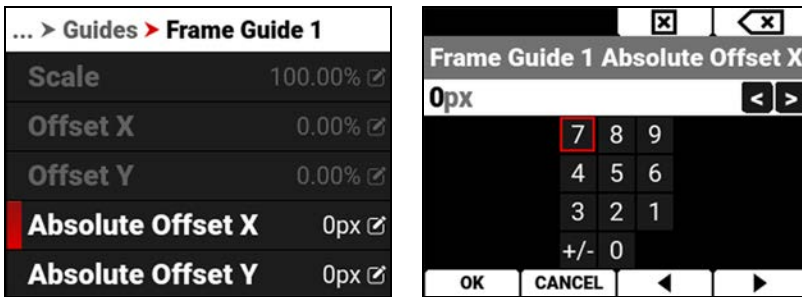 ... > Guides > Frame Guide 1
Scale 100.00%
Offset X 0.00%
Offset Y 0.00%
Absolute Offset X 0px
Absolute Offset Y 0px
Frame Guide 1 Absolute Offset X
0px < >
7 8 9
4 5 6
3 2 1
+/- 0
OK CANCEL ◀ ▶